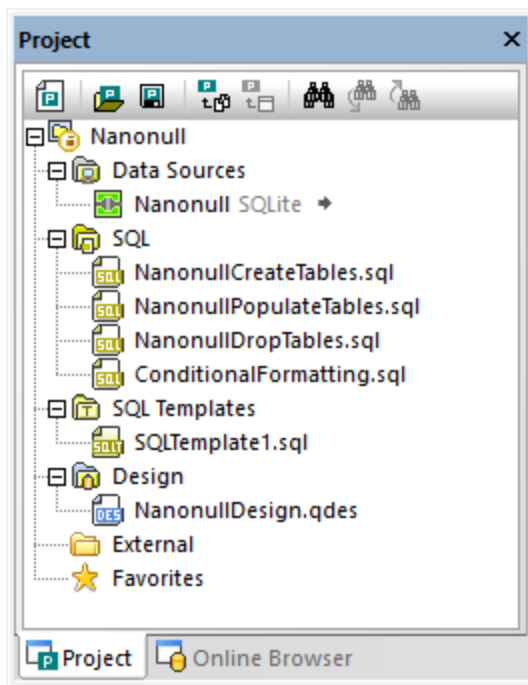 Project
Nanonull
Data Sources
Nanonull SQLite
SQL
NanonullCreateTables.sql
NanonullPopulateTables.sql
NanonullDropTables.sql
ConditionalFormatting.sql
SQL Templates
SQLTemplate1.sql
Design
NanonullDesign.qdes
External
Favorites
Project Online Browser